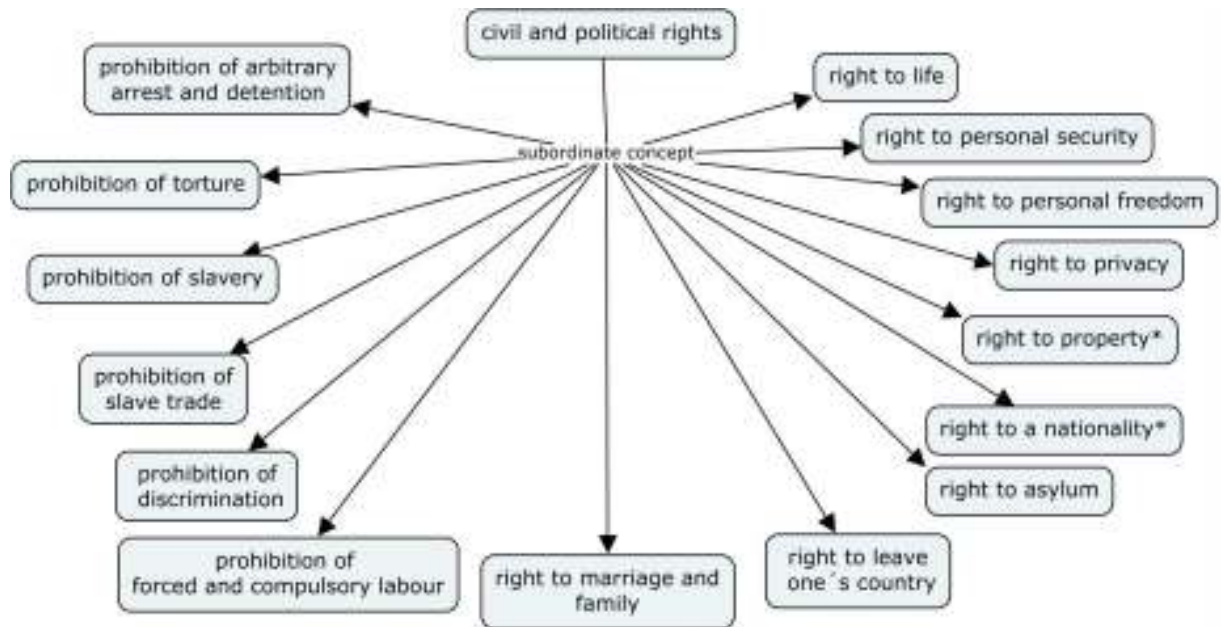 civil and political rights
prohibition of arbitrary
arrest and detention
right to life
right to personal security
subordinate concept
prohibition of torture
right to personal freedom
prohibition of slavery
right to privacy
right to property*
prohibition of
slave trade
right to a nationality*
prohibition of
discrimination
right to asylum
prohibition of
forced and compulsory labour
right to marriage and
family
right to leave
one´s country